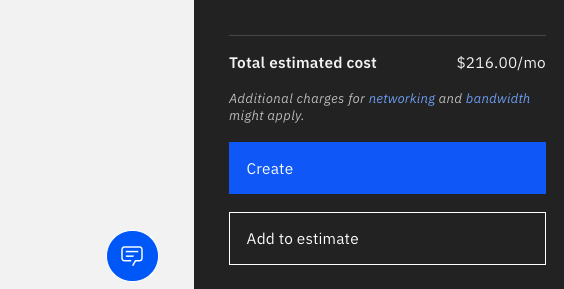 Total estimated cost $216.00/mo
Additional charges for networking and bandwidth
might apply.
Create
Add to estimate